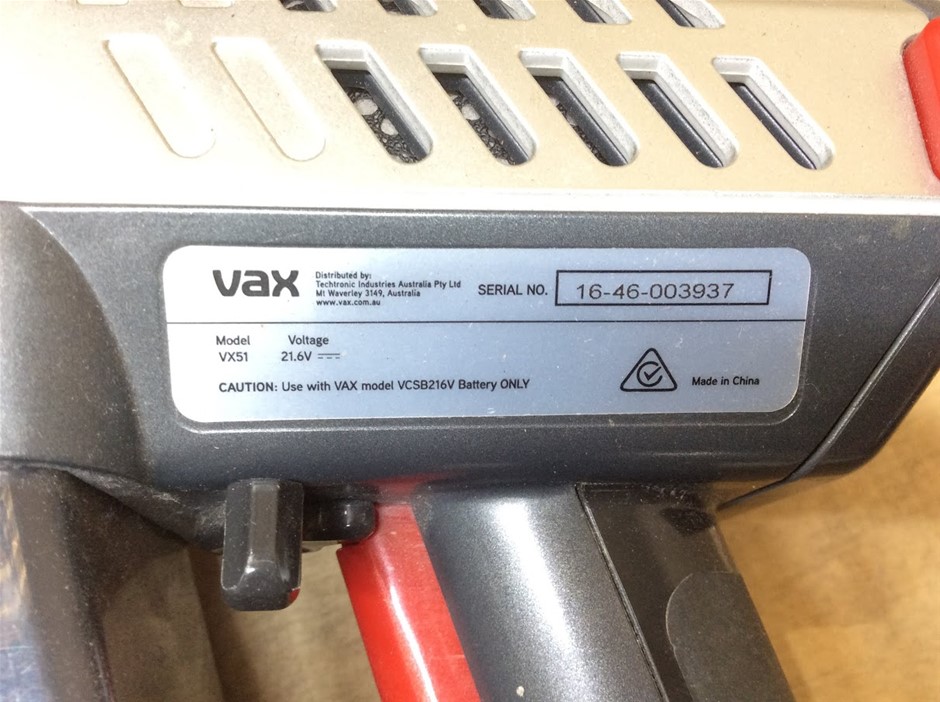 vax
Distributed by:
Techtronic Industries Australia Pty Ltd
Mt Waverley 3149, Australia
www.vax.com.au
SERIAL NO. 16-46-003937
Model Voltage
VX51 21.6V
CAUTION: Use with VAX model VCSB216V Battery ONLY
Made in China